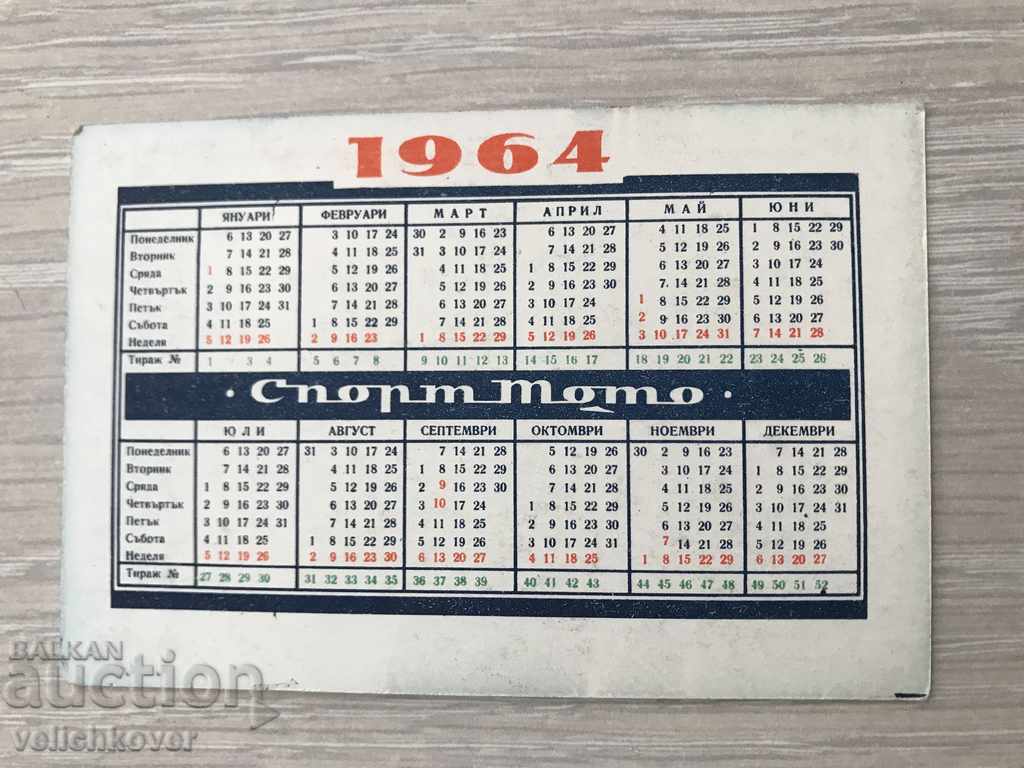 1964
ЯНУАРИ ФЕВРУАРИ МАРТ АПРИЛ МАЙ ЮНИ
Понеделник 6 13 20 27 3 10 17 24 30 2 9 16 23 6 13 20 27 4 11 18 25 1 8 15 22 29
Вторник 7 14 21 28 4 11 18 25 31 3 10 17 24 7 14 21 28 5 12 19 26 2 9 16 23 30
Сряда 1 8 15 22 29 5 12 19 26 4 11 18 25 1 8 15 22 29 6 13 20 27 3 10 17 24
Четвъртък 2 9 16 23 30 6 13 20 27 5 12 19 26 2 9 16 23 30 7 14 21 28 4 11 18 25
Петък 3 10 17 24 31 7 14 21 28 6 13 20 27 3 10 17 24 1 8 15 22 29 5 12 19 26
Събота 4 11 18 25 1 8 15 22 29 7 14 21 28 4 11 18 25 2 9 16 23 30 6 13 20 27
Неделя 5 12 19 26 2 9 16 23 1 8 15 22 29 5 12 19 26 3 10 17 24 31 7 14 21 28
Тираж № 1 3 4 5 6 7 8 9 10 11 12 13 14 15 16 17 18 19 20 21 22 23 24 25 26
· Спорт Тото ·
ЮЛИ АВГУСТ СЕПТЕМВРИ ОКТОМВРИ НОЕМВРИ ДЕКЕМВРИ
Понеделник 6 13 20 27 31 3 10 17 24 7 14 21 28 5 12 19 26 30 2 9 16 23 7 14 21 28
Вторник 7 14 21 28 4 11 18 25 1 8 15 22 29 6 13 20 27 3 10 17 24 1 8 15 22 29
Сряда 1 8 15 22 29 5 12 19 26 2 9 16 23 30 7 14 21 28 4 11 18 25 2 9 16 23 30
Четвъртък 2 9 16 23 30 6 13 20 27 3 10 17 24 1 8 15 22 29 5 12 19 26 3 10 17 24 31
Петък 3 10 17 24 31 7 14 21 28 4 11 18 25 2 9 16 23 30 6 13 20 27 4 11 18 25
Събота 4 11 18 25 1 8 15 22 29 5 12 19 26 3 10 17 24 31 7 14 21 28 5 12 19 26
Неделя 5 12 19 26 2 9 16 23 30 6 13 20 27 4 11 18 25 1 8 15 22 29 6 13 20 27
Тираж № 27 28 29 30 31 32 33 34 35 36 37 38 39 40 41 42 43 44 45 46 47 48 49 50 51 52
BALKAN
auction
velichkover